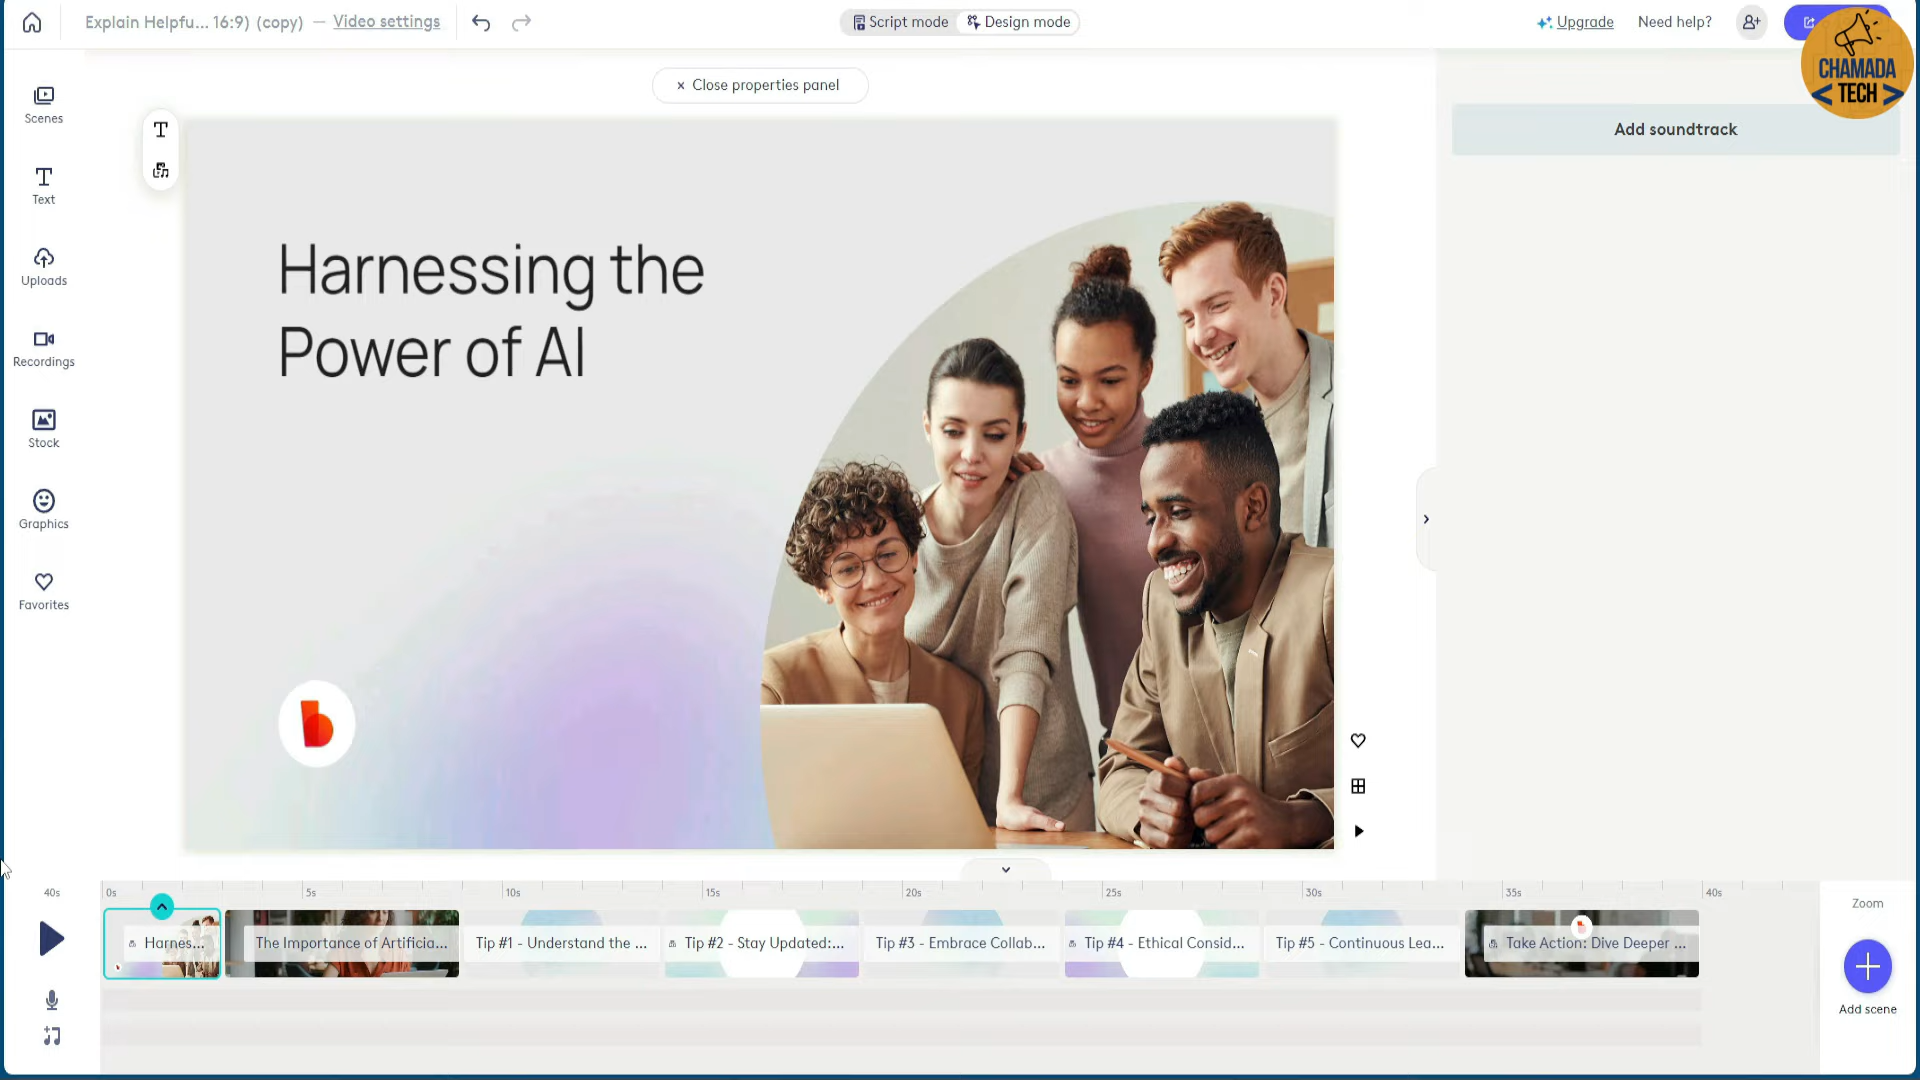 Explain Helpfu... 16:9) (copy) — Video settings
Script mode
Design mode
Upgrade
Need help?
CHAMADA
TECH
Close properties panel
Add soundtrack
Scenes
Text
Uploads
Recordings
Stock
Graphics
Favorites
T
Harnessing the
Power of AI
b
40s
0s 5s 10s 15s 20s 25s 30s 35s 40s
Zoom
Harnes...
The Importance of Artificia...
Tip #1 - Understand the ...
Tip #2 - Stay Updated:...
Tip #3 - Embrace Collab...
Tip #4 - Ethical Consid...
Tip #5 - Continuous Lea...
Take Action: Dive Deeper ...
Add scene